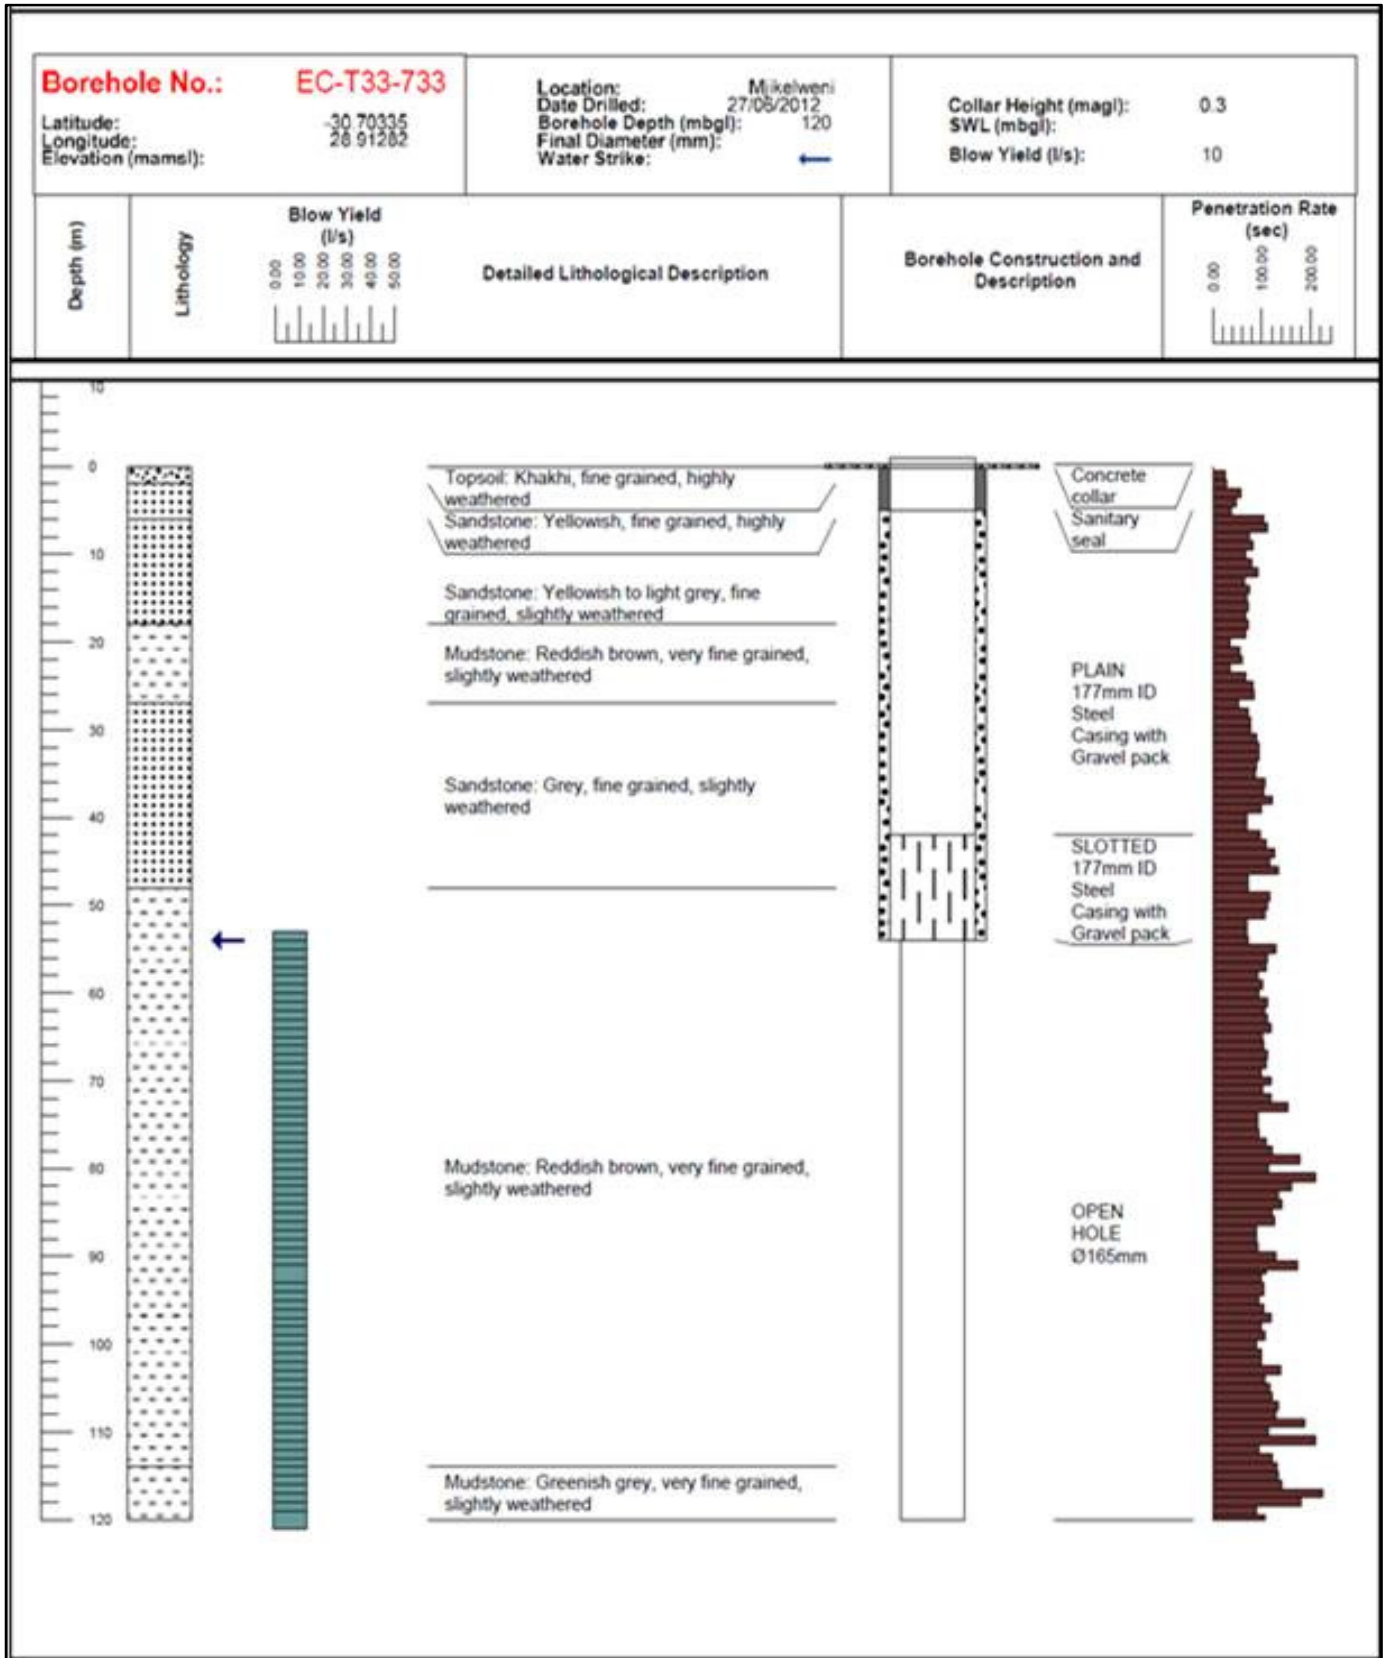 Borehole No.: EC-T33-733
Latitude: -30.70335
Longitude: 28.91282
Elevation (mamsl):
Location: Mjikelweni
Date Drilled: 27/06/2012
Borehole Depth (mbgl): 120
Final Diameter (mm):
Water Strike:
Collar Height (magl): 0.3
SWL (mbgl):
Blow Yield (l/s): 10
Depth (m)
Lithology
Blow Yield
(l/s)
0.00 10.00 20.00 30.00 40.00 50.00
Detailed Lithological Description
Borehole Construction and
Description
Penetration Rate
(sec)
0.00 100.00 200.00
10
0
10
20
30
40
50
60
70
80
90
100
110
120
Topsoil: Khakhi, fine grained, highly
weathered
Sandstone: Yellowish, fine grained, highly
weathered
Sandstone: Yellowish to light grey, fine
grained, slightly weathered
Mudstone: Reddish brown, very fine grained,
slightly weathered
Sandstone: Grey, fine grained, slightly
weathered
Mudstone: Reddish brown, very fine grained,
slightly weathered
Mudstone: Greenish grey, very fine grained,
slightly weathered
Concrete
collar
Sanitary
seal
PLAIN
177mm ID
Steel
Casing with
Gravel pack
SLOTTED
177mm ID
Steel
Casing with
Gravel pack
OPEN
HOLE
Ø165mm